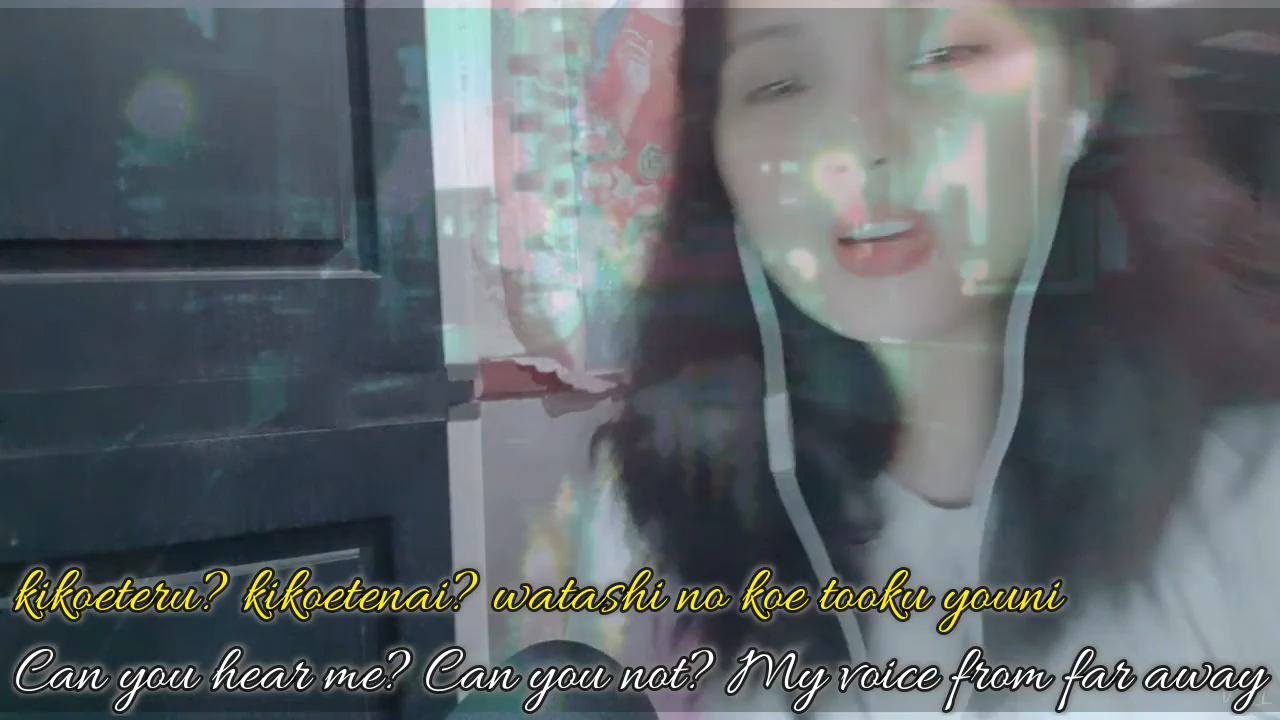 kikoeteru? kikoetenai? watashi no koe tooku youni
Can you hear me? Can you not? My voice from far away